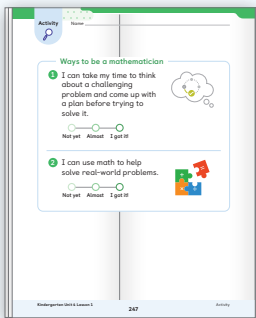 Activity
Name
Ways to be a mathematician
1 I can take my time to think
about a challenging
problem and come up with
a plan before trying to
solve it.
Not yet Almost I got it!
2 I can use math to help
solve real-world problems.
Not yet Almost I got it!
Kindergarten Unit 6 Lesson 1
247
Activity